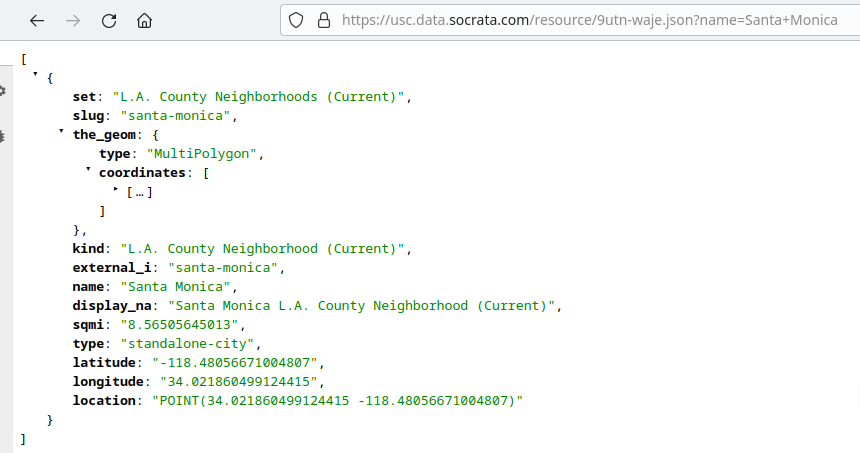 https://usc.data.socrata.com/resource/9utn-waje.json?name=Santa+Monica
[
{
set: "L.A. County Neighborhoods (Current)",
slug: "santa-monica",
the_geom: {
type: "MultiPolygon",
coordinates: [
[…]
]
},
kind: "L.A. County Neighborhood (Current)",
external_i: "santa-monica",
name: "Santa Monica",
display_na: "Santa Monica L.A. County Neighborhood (Current)",
sqmi: "8.56505645013",
type: "standalone-city",
latitude: "-118.48056671004807",
longitude: "34.021860499124415",
location: "POINT(34.021860499124415 -118.48056671004807)"
}
]